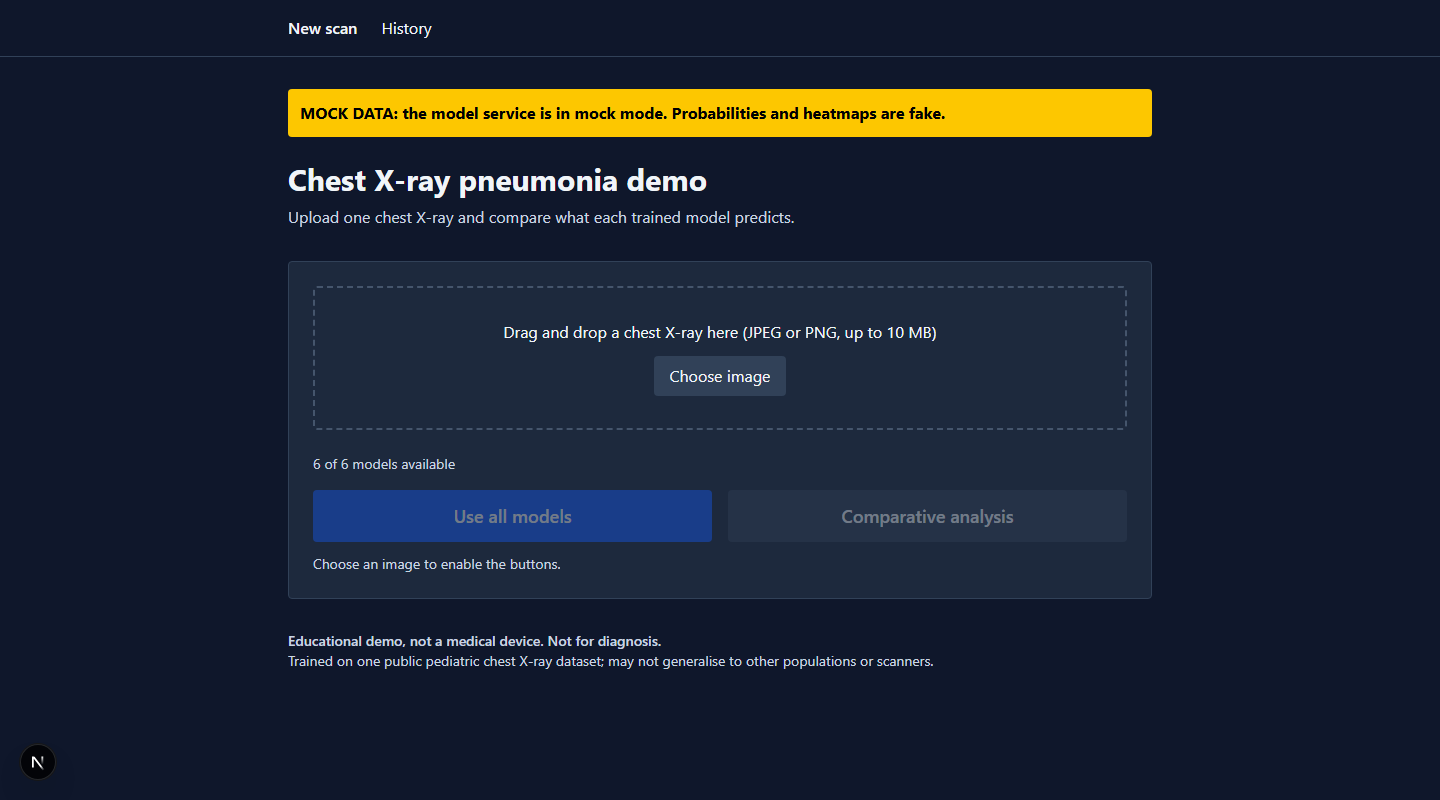 New scan History
MOCK DATA: the model service is in mock mode. Probabilities and heatmaps are fake.
Chest X-ray pneumonia demo
Upload one chest X-ray and compare what each trained model predicts.
Drag and drop a chest X-ray here (JPEG or PNG, up to 10 MB)
Choose image
6 of 6 models available
Use all models Comparative analysis
Choose an image to enable the buttons.
Educational demo, not a medical device. Not for diagnosis.
Trained on one public pediatric chest X-ray dataset; may not generalise to other populations or scanners.
N